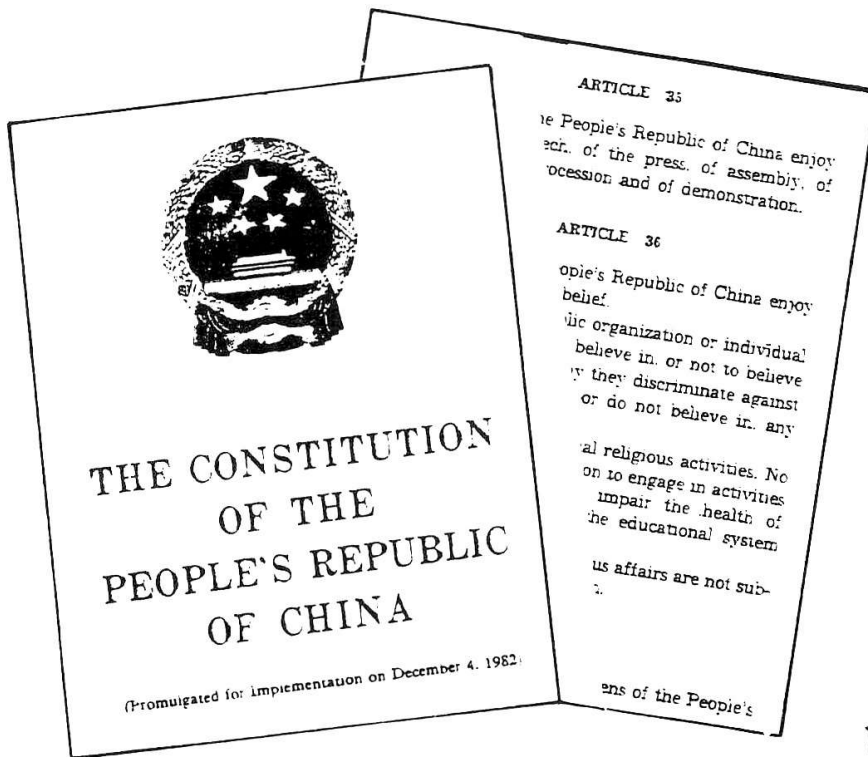 THE CONSTITUTION
OF THE
PEOPLE'S REPUBLIC
OF CHINA
(Promulgated for Implementation on December 4, 1982)
ARTICLE 35
he People's Republic of China enjoy
ech, of the press, of assembly, of
rocession and of demonstration.
ARTICLE 36
ople's Republic of China enjoy
belief.
lic organization or individual
believe in, or not to believe
y they discriminate against
or do not believe in, any
al religious activities. No
on to engage in activities
impair the health of
he educational system
us affairs are not sub-
ens of the People's